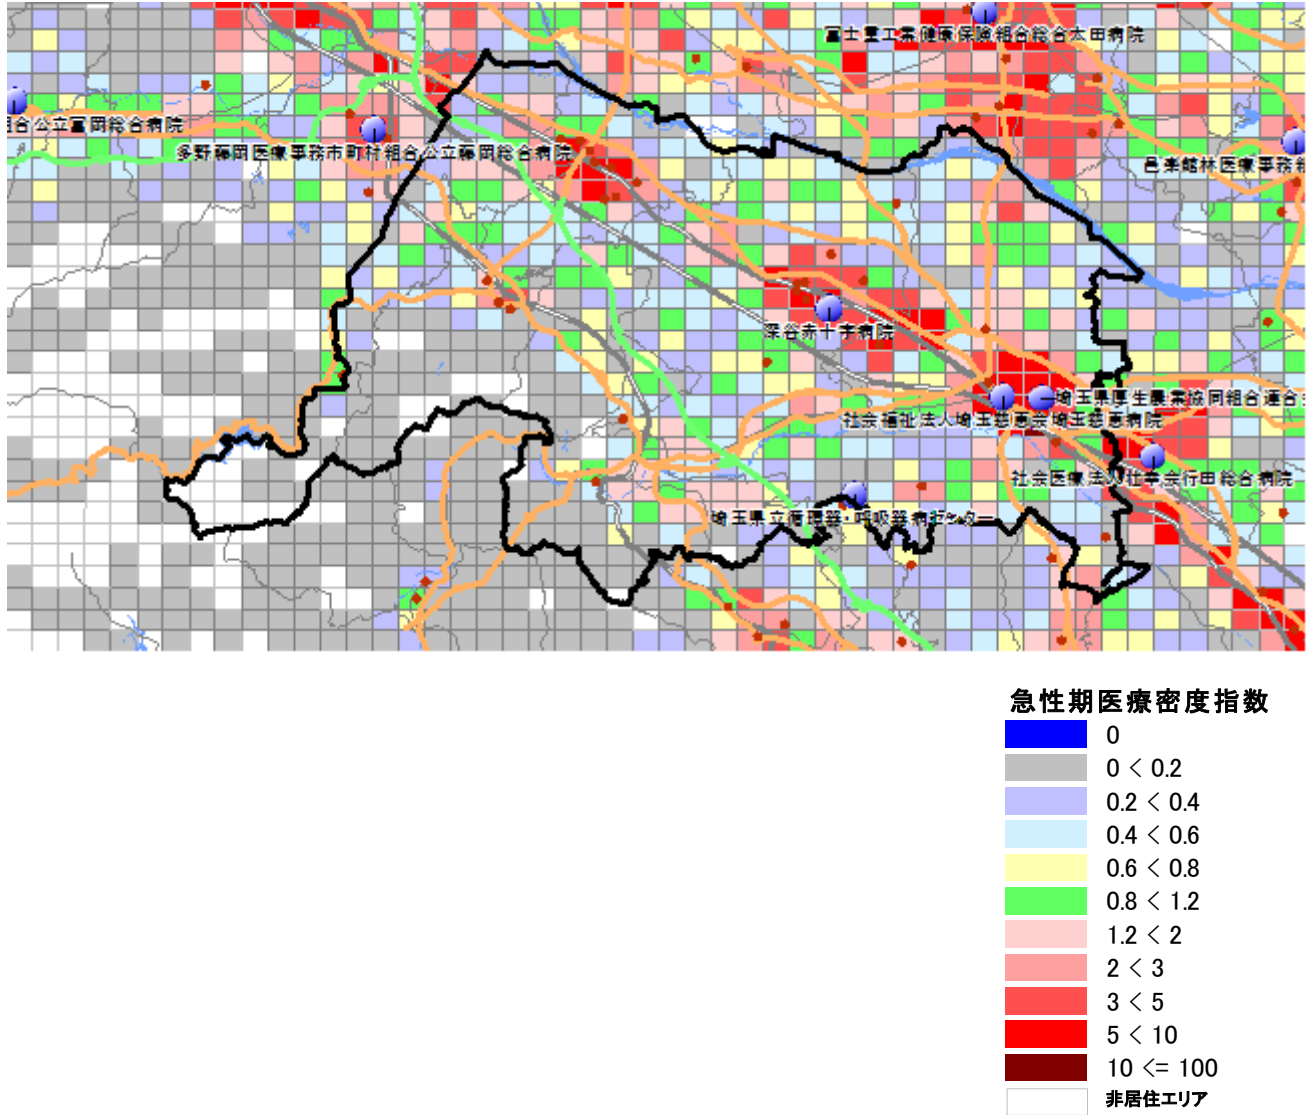 富士重工業健康保険組合総合太田病院
組合公立富岡総合病院
多野藤岡医療事務市町村組合公立藤岡総合病院
邑楽館林医療事務組
深谷赤十字病院
埼玉県厚生農業協同組合連合会
社会福祉法人埼玉慈恵会埼玉慈恵病院
社会医療法人社幸会行田総合病院
埼玉県立循環器・呼吸器病センター
急性期医療密度指数
0
0 < 0.2
0.2 < 0.4
0.4 < 0.6
0.6 < 0.8
0.8 < 1.2
1.2 < 2
2 < 3
3 < 5
5 < 10
10 <= 100
非居住エリア